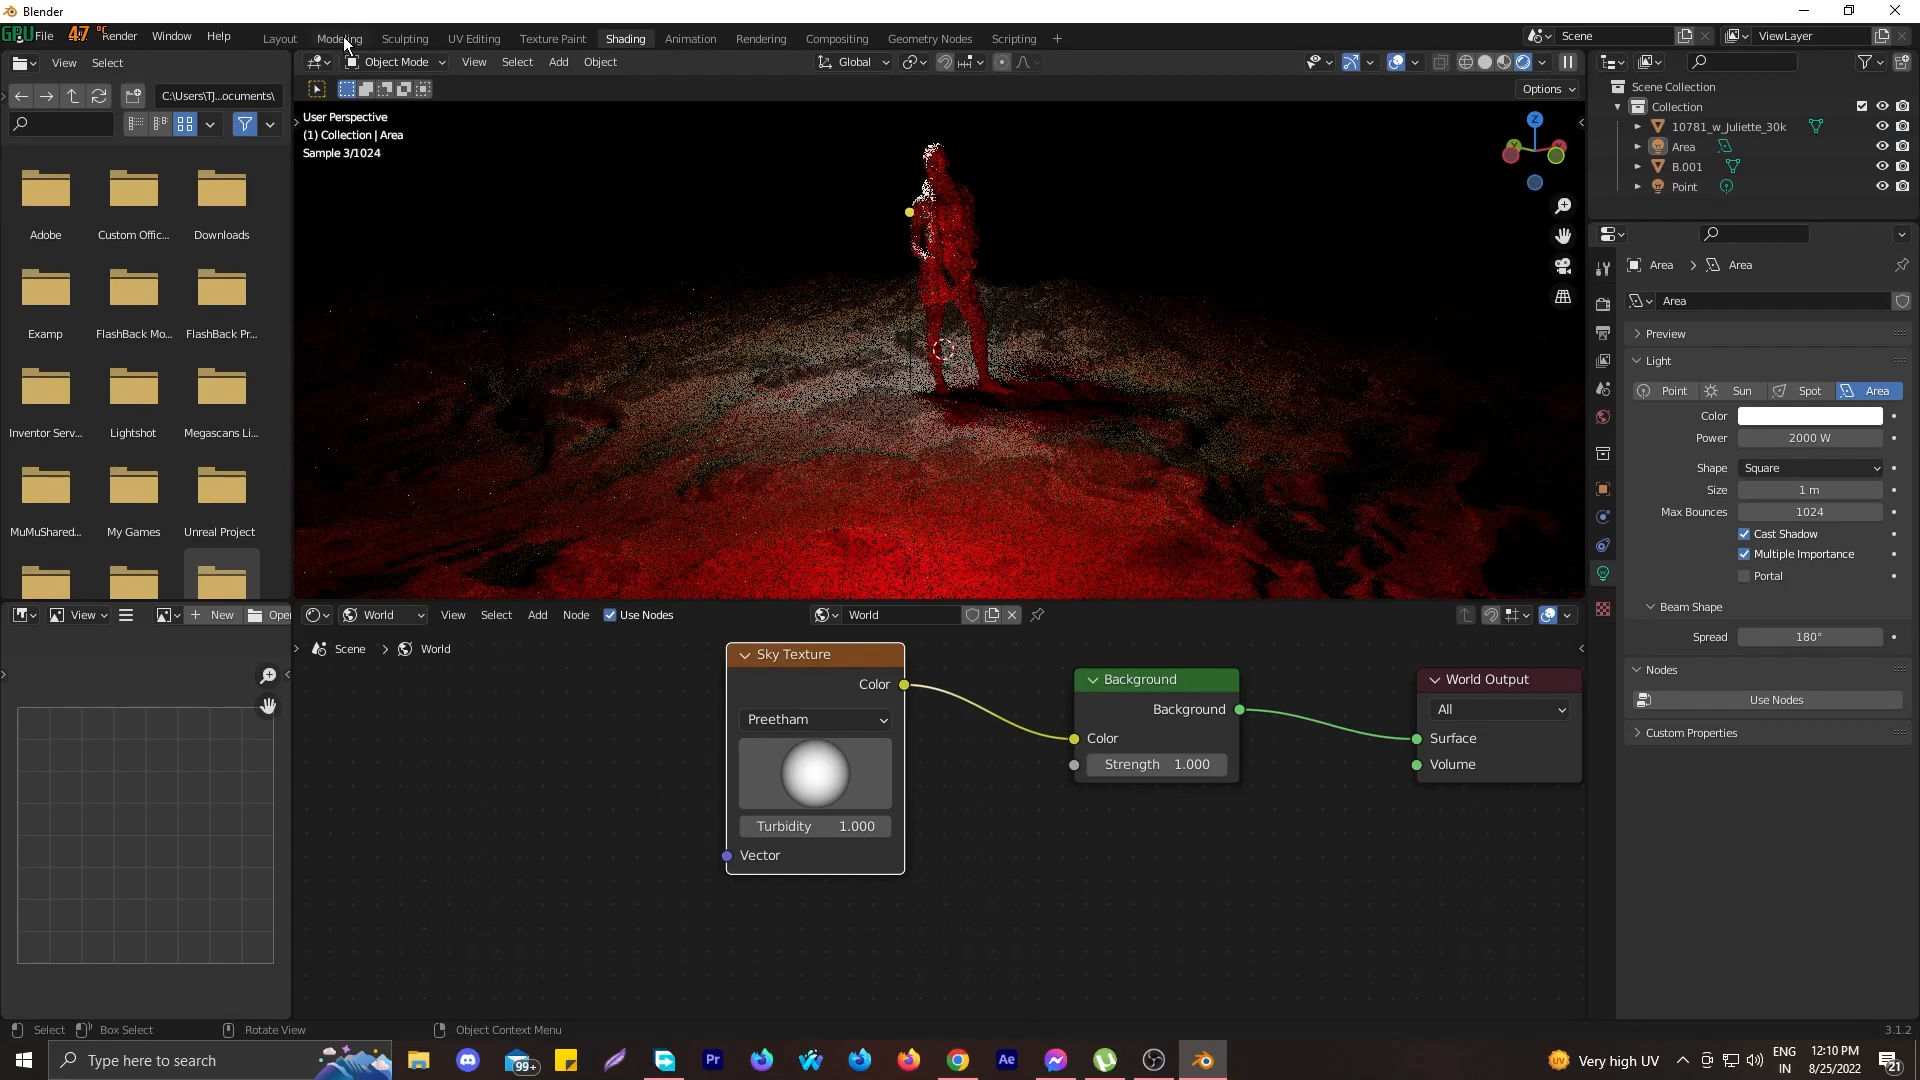 Blender
GPU 47 °C
File Render Window Help
Layout Modeling Sculpting UV Editing Texture Paint Shading Animation Rendering Compositing Geometry Nodes Scripting +
Scene
ViewLayer
View Select
C:\Users\TJ...ocuments\
Object Mode View Select Add Object
Global
Options
User Perspective
(1) Collection | Area
Sample 3/1024
Z
Adobe
Custom Offic...
Downloads
Examp
FlashBack Mo...
FlashBack Pr...
Inventor Serv...
Lightshot
Megascans Li...
MuMuShared...
My Games
Unreal Project
Scene Collection
Collection
10781_w_Juliette_30k
Area
B.001
Point
Area > Area
Area
Preview
Light
Point Sun Spot Area
Color
Power 2000 W
Shape Square
Size 1 m
Max Bounces 1024
Cast Shadow
Multiple Importance
Portal
Beam Shape
Spread 180°
Nodes
Use Nodes
Custom Properties
View
New
Ope
World View Select Add Node Use Nodes
World
Scene > World
Sky Texture
Color
Preetham
Turbidity 1.000
Vector
Background
Background
Color
Strength 1.000
World Output
All
Surface
Volume
Select Box Select Rotate View Object Context Menu
3.1.2
Type here to search
99+
Pr
Ae
UV
Very high UV
ENG
IN
12:10 PM
8/25/2022
21